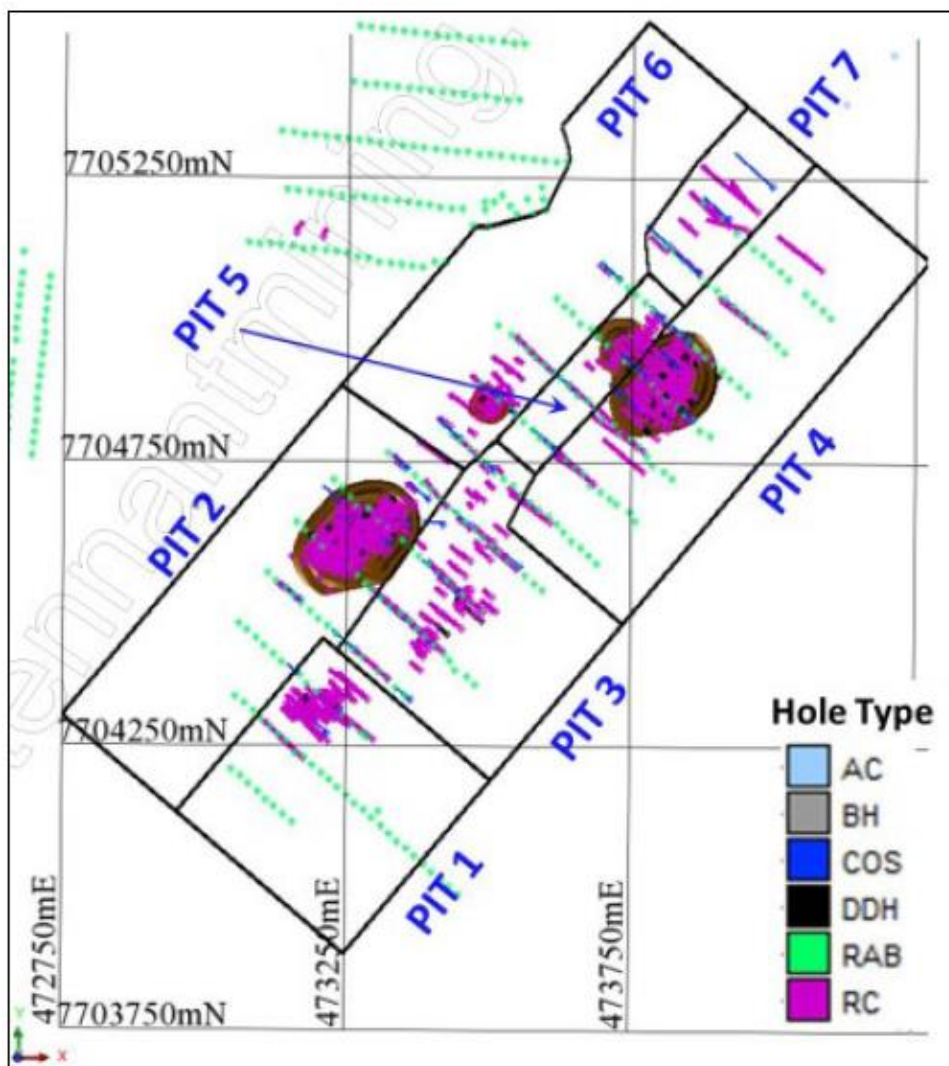 PIT 6
PIT 7
7705250mN
PIT 5
7704750mN
PIT 2
PIT 4
PIT 3
7704250mN
PIT 1
472750mE
473250mE
473750mE
7703750mN
Hole Type
AC
BH
COS
DDH
RAB
RC
Y
X
tennantmining.